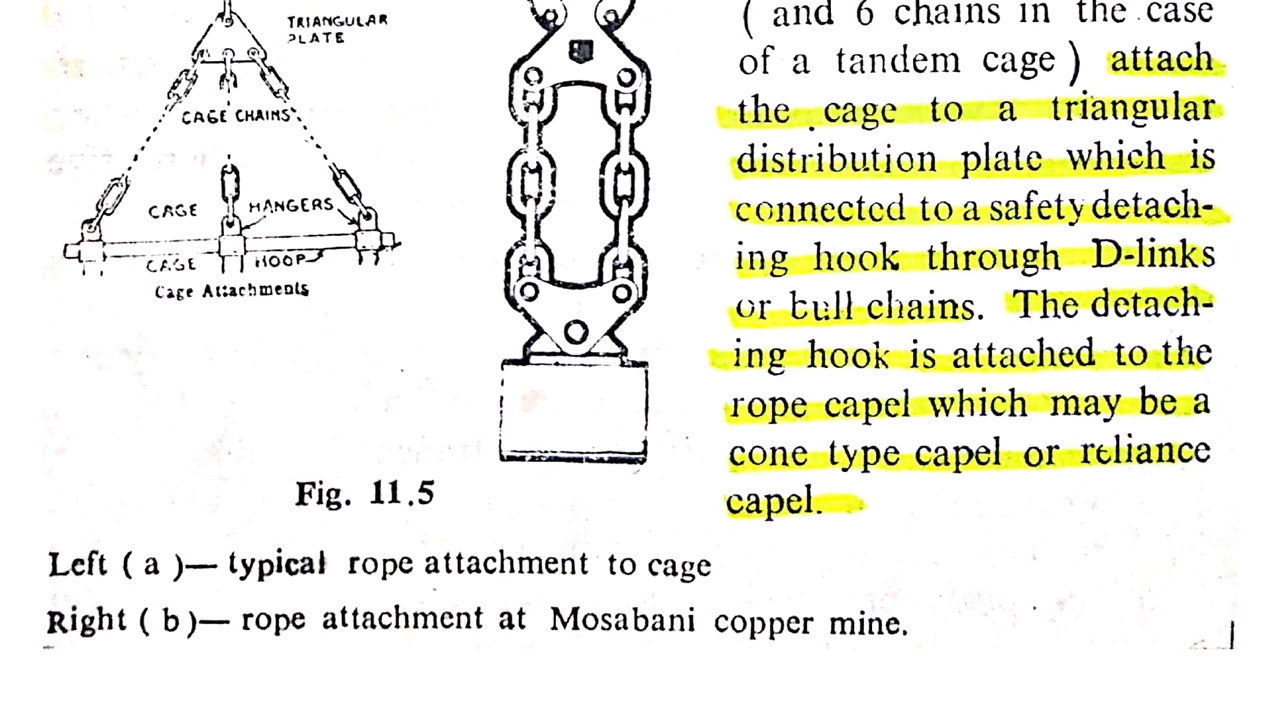 TRIANGULAR
PLATE
CAGE CHAINS
CAGE HANGERS
CAGE HOOP
Cage Attachments
( and 6 chains in the case
of a tandem cage ) attach
the cage to a triangular
distribution plate which is
connected to a safety detach-
ing hook through D-links
or bull chains. The detach-
ing hook is attached to the
rope capel which may be a
cone type capel or reliance
capel.
Fig. 11.5
Left ( a )— typical rope attachment to cage
Right ( b )— rope attachment at Mosabani copper mine.